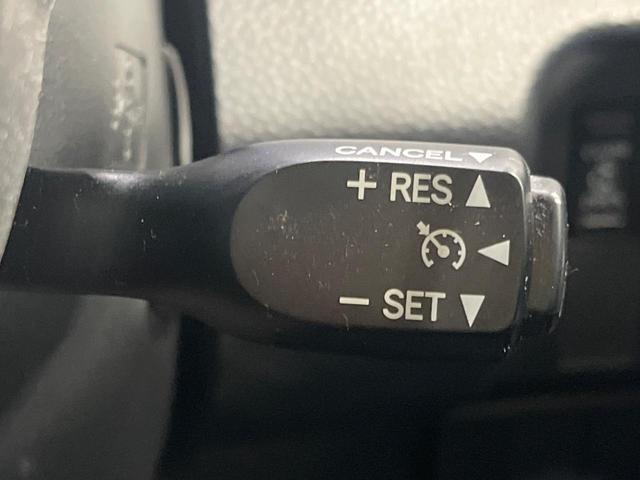 CANCEL▼
+ RES ▲
◀
− SET ▼